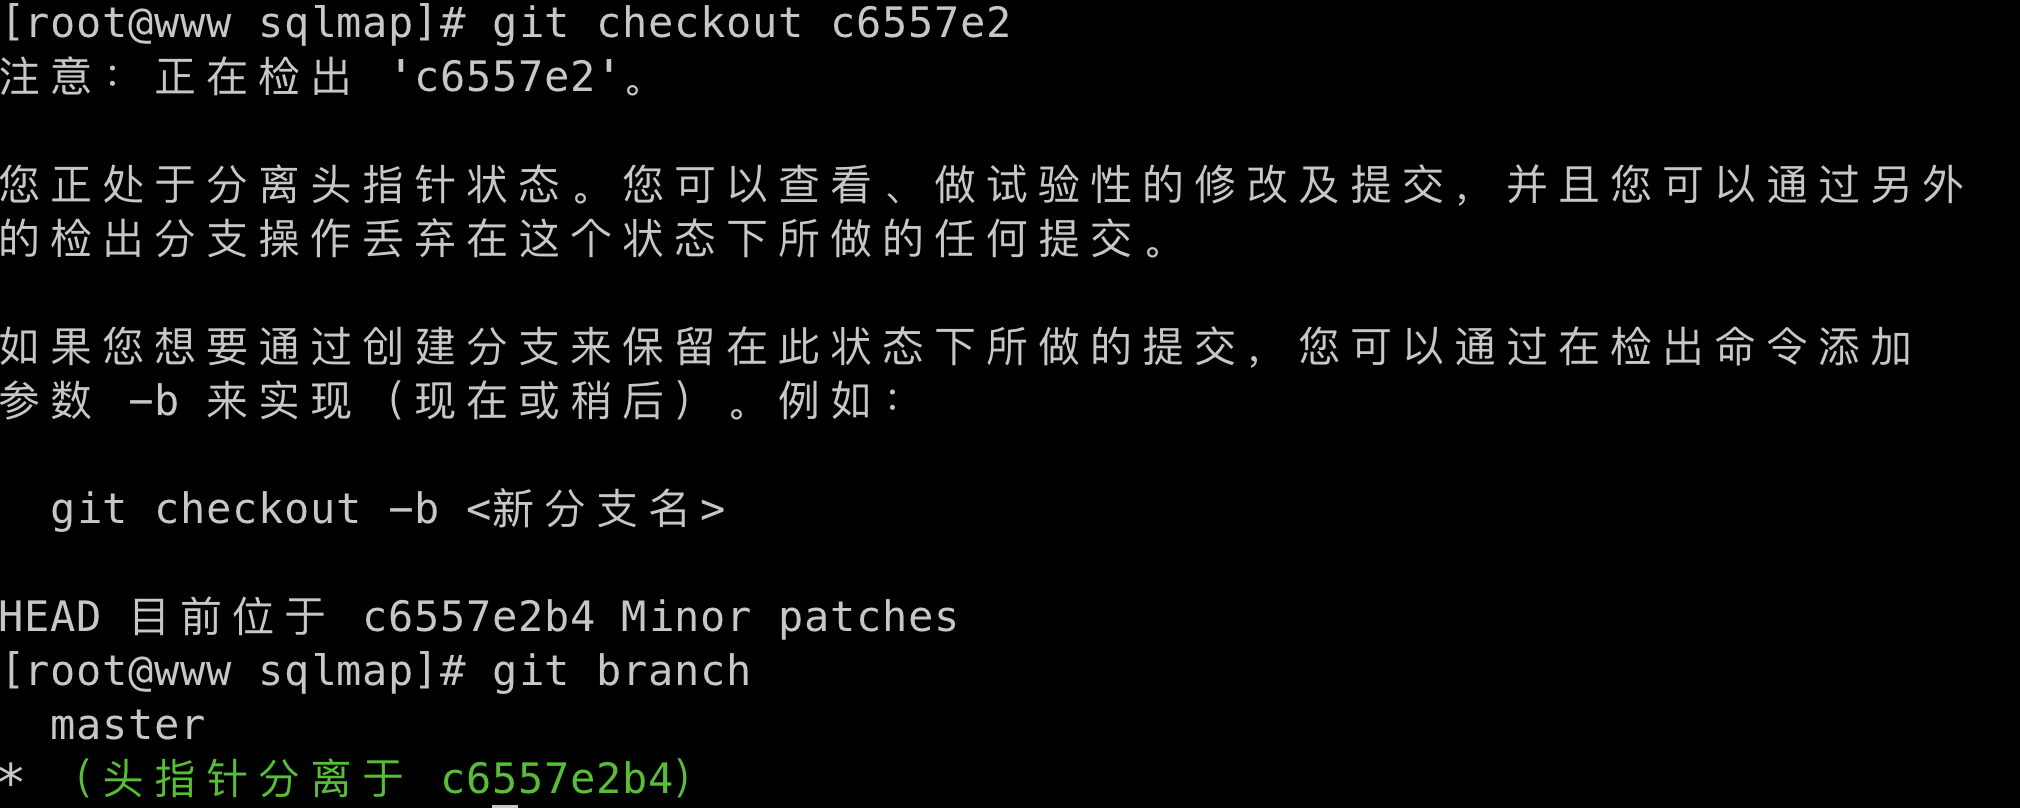 [root@www sqlmap]# git checkout c6557e2
注意：正在检出 'c6557e2'。
您正处于分离头指针状态。您可以查看、做试验性的修改及提交，并且您可以通过另外
的检出分支操作丢弃在这个状态下所做的任何提交。
如果您想要通过创建分支来保留在此状态下所做的提交，您可以通过在检出命令添加
参数 -b 来实现（现在或稍后）。例如：
  git checkout -b <新分支名>
HEAD 目前位于 c6557e2b4 Minor patches
[root@www sqlmap]# git branch
  master
* （头指针分离于 c6557e2b4）